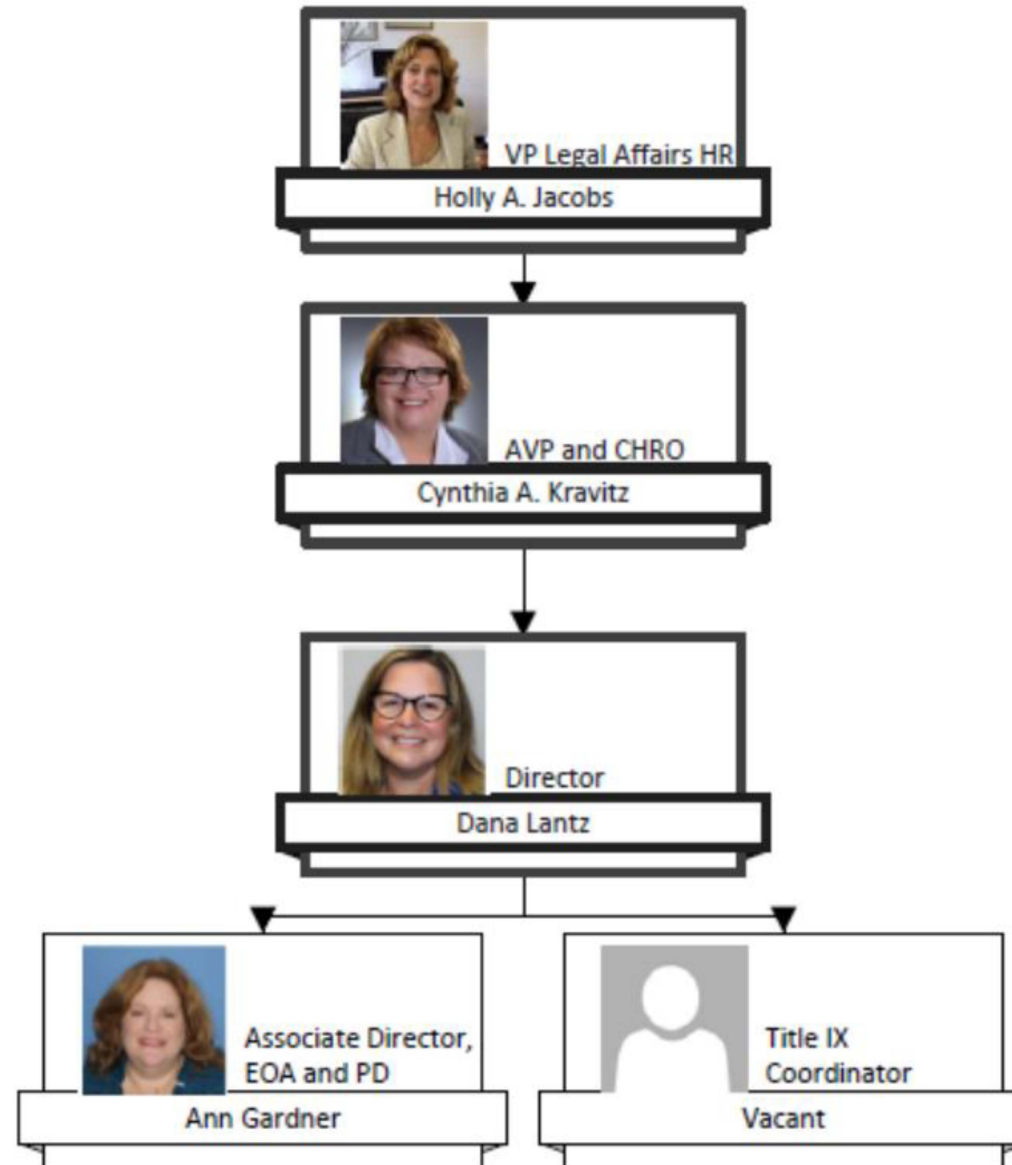 VP Legal Affairs HR
Holly A. Jacobs
AVP and CHRO
Cynthia A. Kravitz
Director
Dana Lantz
Associate Director,
EOA and PD
Ann Gardner
Title IX
Coordinator
Vacant